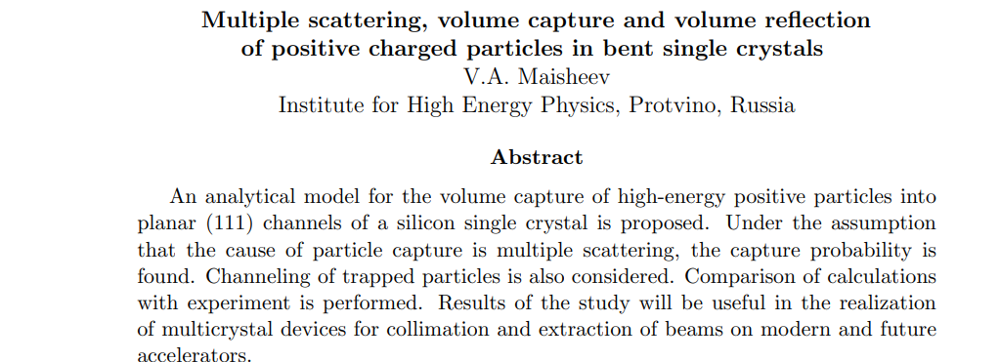 Multiple scattering, volume capture and volume reflection
of positive charged particles in bent single crystals
V.A. Maisheev
Institute for High Energy Physics, Protvino, Russia
Abstract
An analytical model for the volume capture of high-energy positive particles into
planar (111) channels of a silicon single crystal is proposed. Under the assumption
that the cause of particle capture is multiple scattering, the capture probability is
found. Channeling of trapped particles is also considered. Comparison of calculations
with experiment is performed. Results of the study will be useful in the realization
of multicrystal devices for collimation and extraction of beams on modern and future
accelerators.